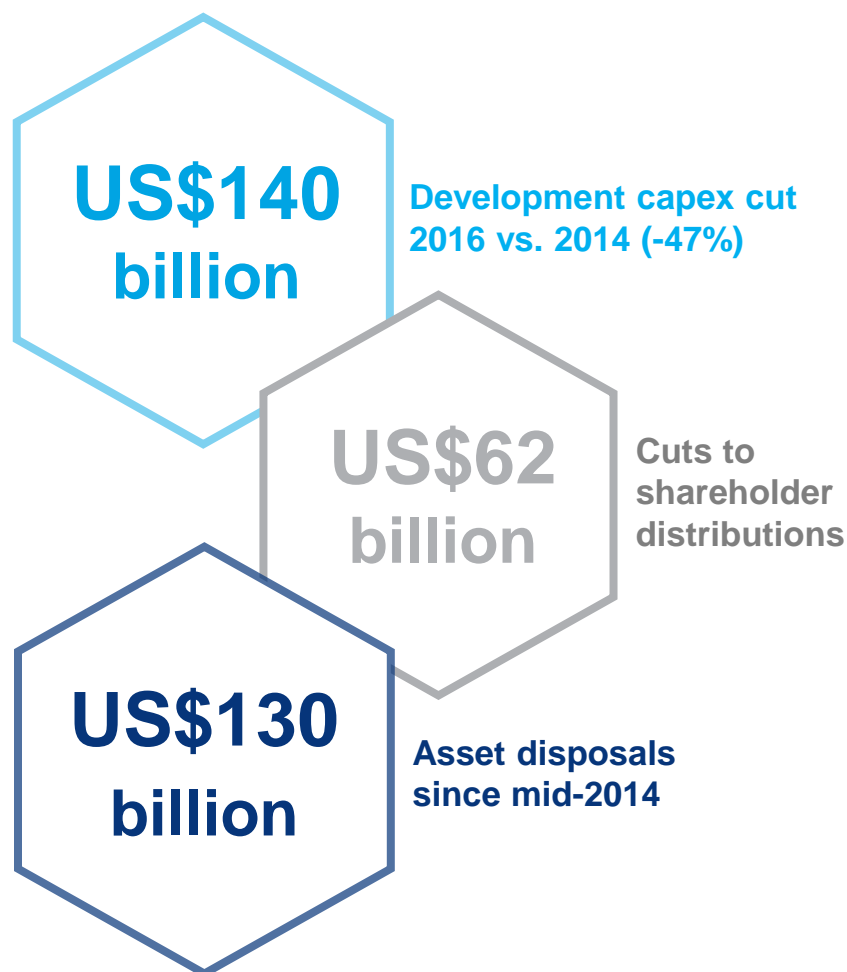 US$140
billion
Development capex cut
2016 vs. 2014 (-47%)
US$62
billion
Cuts to
shareholder
distributions
US$130
billion
Asset disposals
since mid-2014